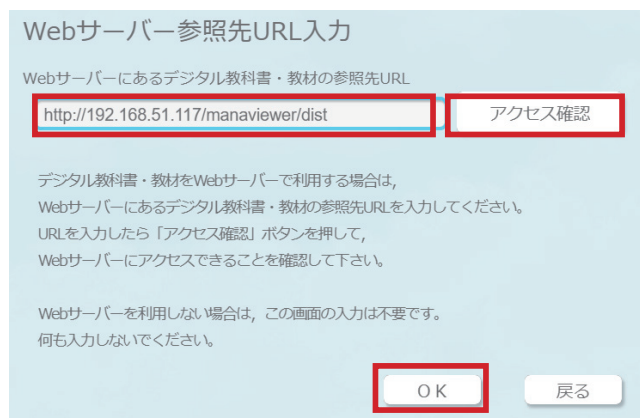 Webサーバー参照先URL入力
Webサーバーにあるデジタル教科書・教材の参照先URL
http://192.168.51.117/manaviewer/dist
アクセス確認
デジタル教科書・教材をWebサーバーで利用する場合は,
Webサーバーにあるデジタル教科書・教材の参照先URLを入力してください。
URLを入力したら「アクセス確認」ボタンを押して,
Webサーバーにアクセスできることを確認して下さい。
Webサーバーを利用しない場合は,この画面の入力は不要です。
何も入力しないでください。
OK
戻る